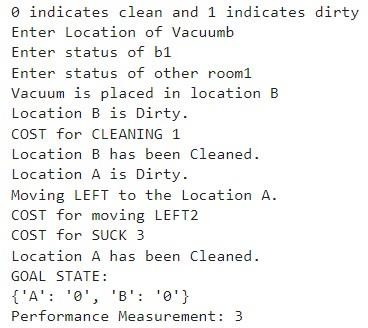 0 indicates clean and 1 indicates dirty
Enter Location of Vacuumb
Enter status of b1
Enter status of other room1
Vacuum is placed in location B
Location B is Dirty.
COST for CLEANING 1
Location B has been Cleaned.
Location A is Dirty.
Moving LEFT to the Location A.
COST for moving LEFT2
COST for SUCK 3
Location A has been Cleaned.
GOAL STATE:
{'A': '0', 'B': '0'}
Performance Measurement: 3